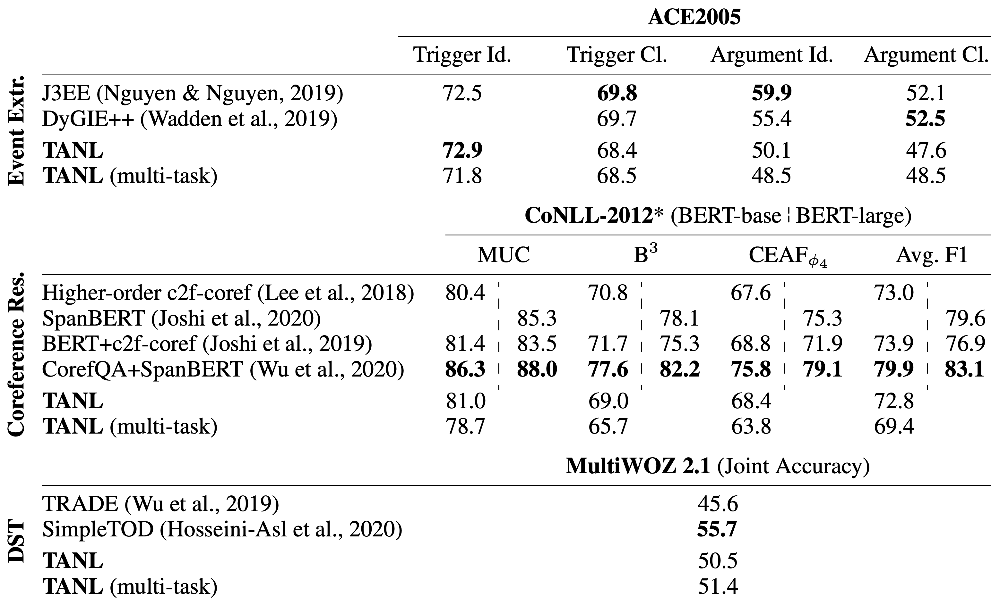 ACE2005
Trigger Id. Trigger Cl. Argument Id. Argument Cl.
Event Extr.
J3EE (Nguyen & Nguyen, 2019) 72.5 69.8 59.9 52.1
DyGIE++ (Wadden et al., 2019) 69.7 55.4 52.5
TANL 72.9 68.4 50.1 47.6
TANL (multi-task) 71.8 68.5 48.5 48.5
CoNLL-2012* (BERT-base ¦ BERT-large)
MUC B³ CEAF_ϕ₄ Avg. F1
Coreference Res.
Higher-order c2f-coref (Lee et al., 2018) 80.4 70.8 67.6 73.0
SpanBERT (Joshi et al., 2020) 85.3 78.1 75.3 79.6
BERT+c2f-coref (Joshi et al., 2019) 81.4 83.5 71.7 75.3 68.8 71.9 73.9 76.9
CorefQA+SpanBERT (Wu et al., 2020) 86.3 88.0 77.6 82.2 75.8 79.1 79.9 83.1
TANL 81.0 69.0 68.4 72.8
TANL (multi-task) 78.7 65.7 63.8 69.4
MultiWOZ 2.1 (Joint Accuracy)
DST
TRADE (Wu et al., 2019) 45.6
SimpleTOD (Hosseini-Asl et al., 2020) 55.7
TANL 50.5
TANL (multi-task) 51.4